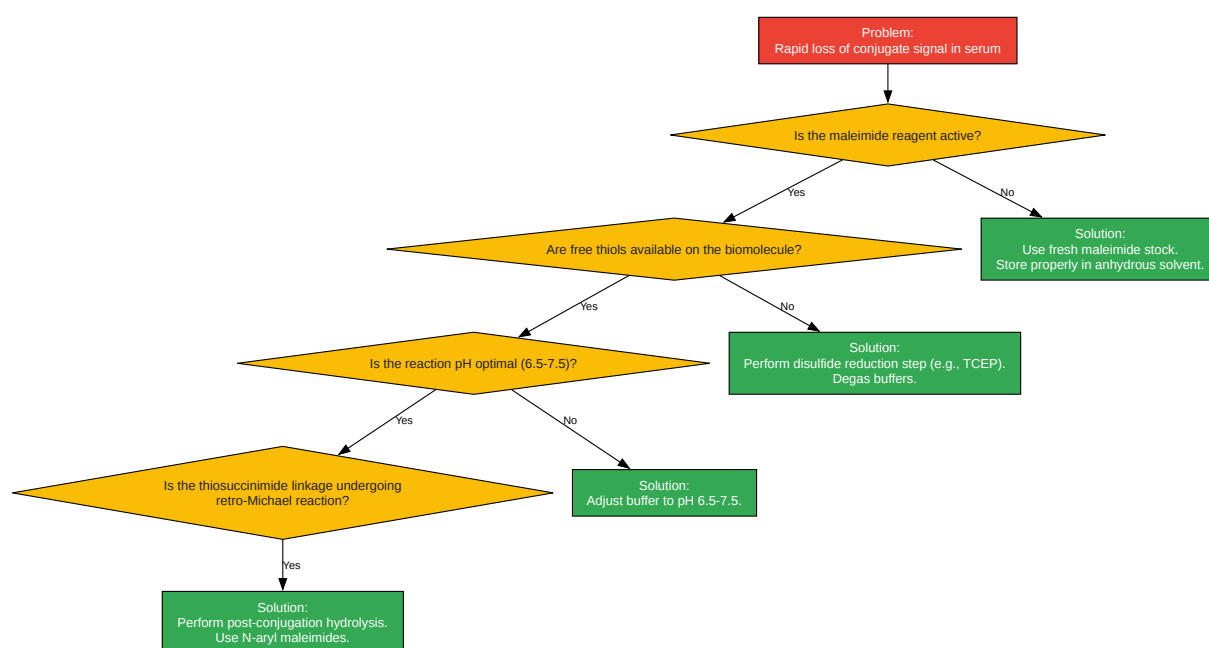 Problem:
Rapid loss of conjugate signal in serum
Is the maleimide reagent active?
Yes
No
Are free thiols available on the biomolecule?
Solution:
Use fresh maleimide stock.
Store properly in anhydrous solvent.
Yes
No
Is the reaction pH optimal (6.5-7.5)?
Solution:
Perform disulfide reduction step (e.g., TCEP).
Degas buffers.
Yes
No
Is the thiosuccinimide linkage undergoing
retro-Michael reaction?
Solution:
Adjust buffer to pH 6.5-7.5.
Yes
Solution:
Perform post-conjugation hydrolysis.
Use N-aryl maleimides.